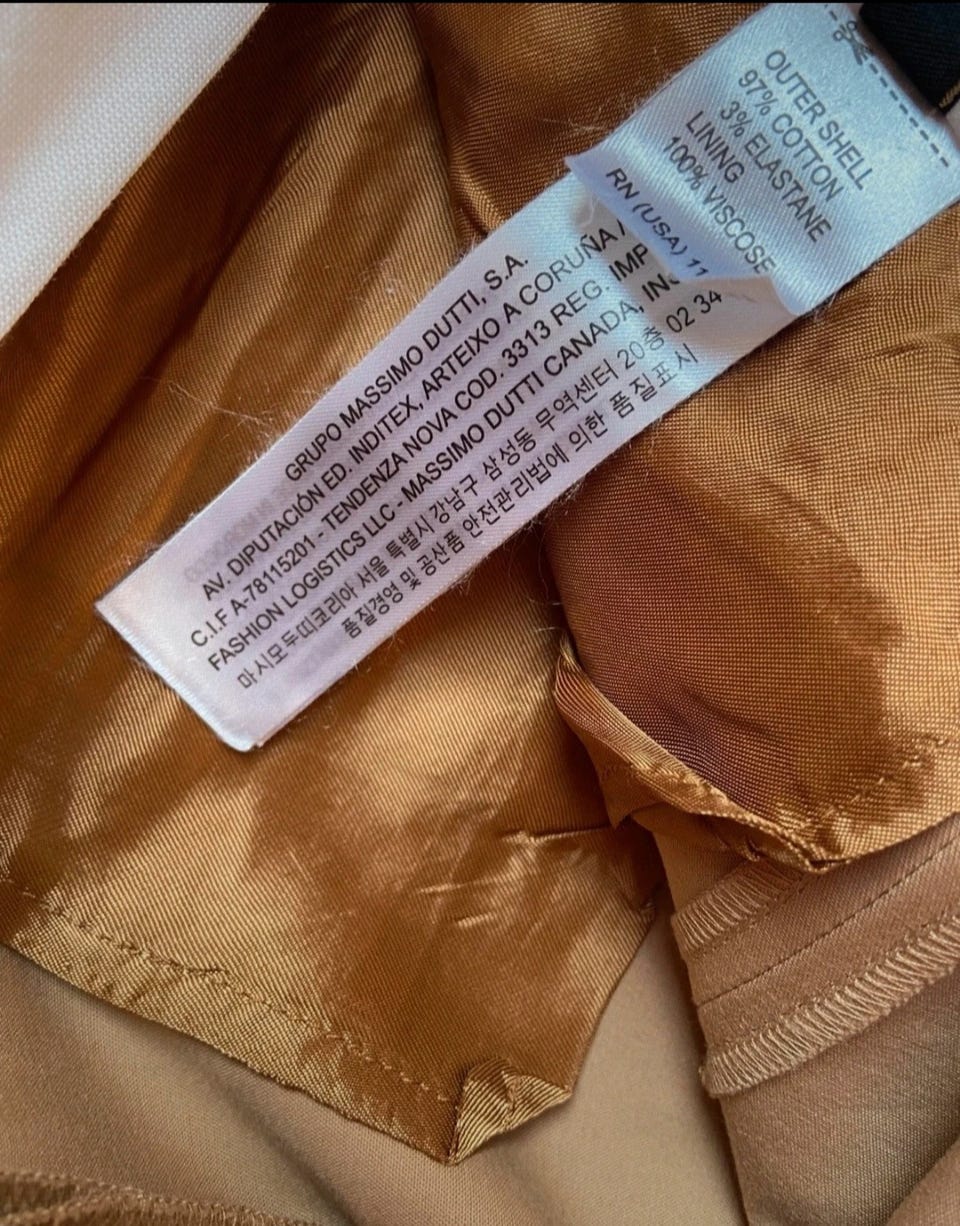 OUTER SHELL
97% COTTON
3% ELASTANE
LINING
100% VISCOSE
RN (USA) 11
GRUPO MASSIMO DUTTI, S.A.
AV. DIPUTACIÓN ED. INDITEX, ARTEIXO A CORUÑA /
C.I.F A-78115201 - TENDENZA NOVA COD. 3313 REG. IMP
FASHION LOGISTICS LLC - MASSIMO DUTTI CANADA, INC
마시모두띠코리아 서울 특별시 강남구 삼성동 무역센터 20층 02 34
품질경영 및 공산품 안전관리법에 의한 품질표시